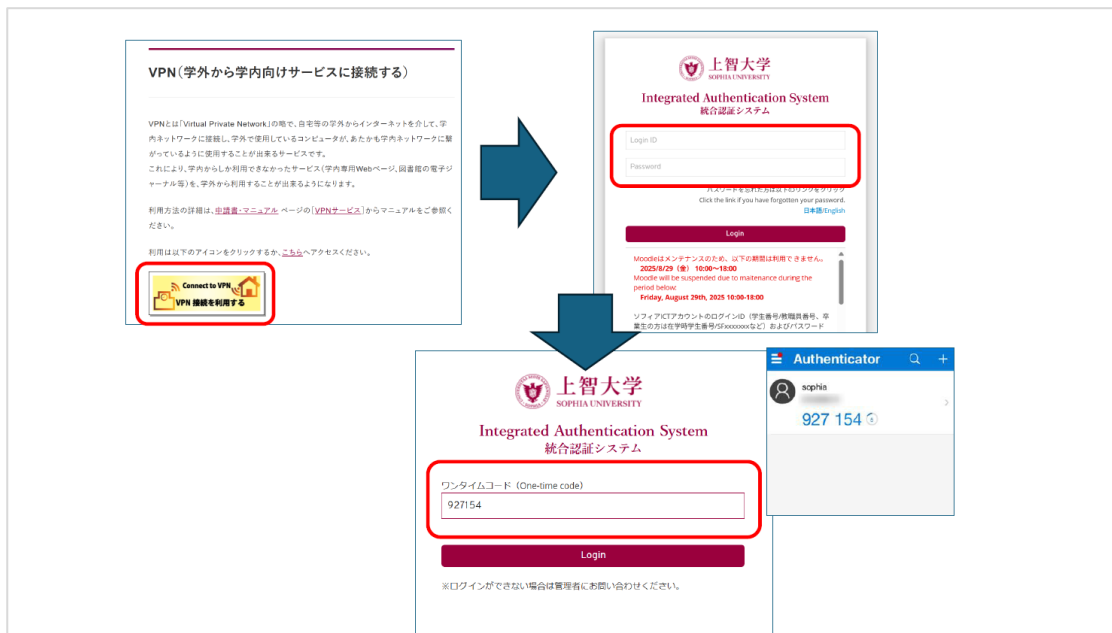 VPN（学外から学内向けサービスに接続する）
VPNとは「Virtual Private Network」の略で、自宅等の学外からインターネットを介して、学
内ネットワークに接続し、学外で使用しているコンピュータが、あたかも学内ネットワークに繋
がっているように使用することが出来るサービスです。
これにより、学内からしか利用できなかったサービス（学内専用Webページ、図書館の電子ジ
ャーナル等）を、学外から利用することが出来るようになります。
利用方法の詳細は、申請書・マニュアル ページの［VPNサービス］からマニュアルをご参照く
ださい。
利用は以下のアイコンをクリックするか、こちらへアクセスください。
Connect to VPN
VPN 接続を利用する
上智大学
SOPHIA UNIVERSITY
Integrated Authentication System
統合認証システム
Login ID
Password
パスワードを忘れた方は以下のリンクをクリック
Click the link if you have forgotten your password.
日本語/English
Login
Moodleはメンテナンスのため、以下の期間は利用できません。
2025/8/29（金） 10:00～18:00
Moodle will be suspended due to maitenance during the
period below:
Friday, August 29th, 2025 10:00-18:00
ソフィアICTアカウントのログインID（学生番号/教職員番号、卒
業生の方は在学時学生番号/SFxxxxxxxなど）およびパスワード
上智大学
SOPHIA UNIVERSITY
Integrated Authentication System
統合認証システム
ワンタイムコード（One-time code）
927154
Login
※ログインができない場合は管理者にお問い合わせください。
Authenticator
sophia
927 154